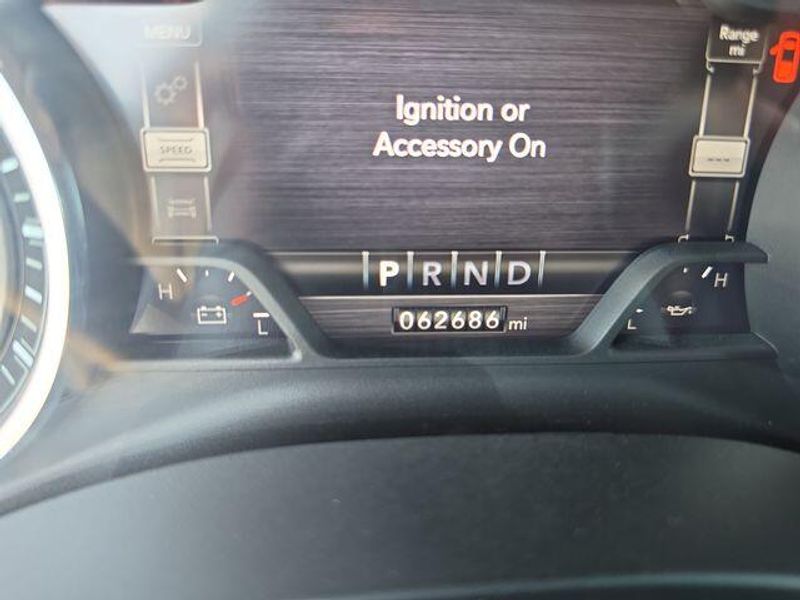 MENU
Range
mi
Ignition or
Accessory On
SPEED
---
P R N D
H
H
062686 mi
L
L